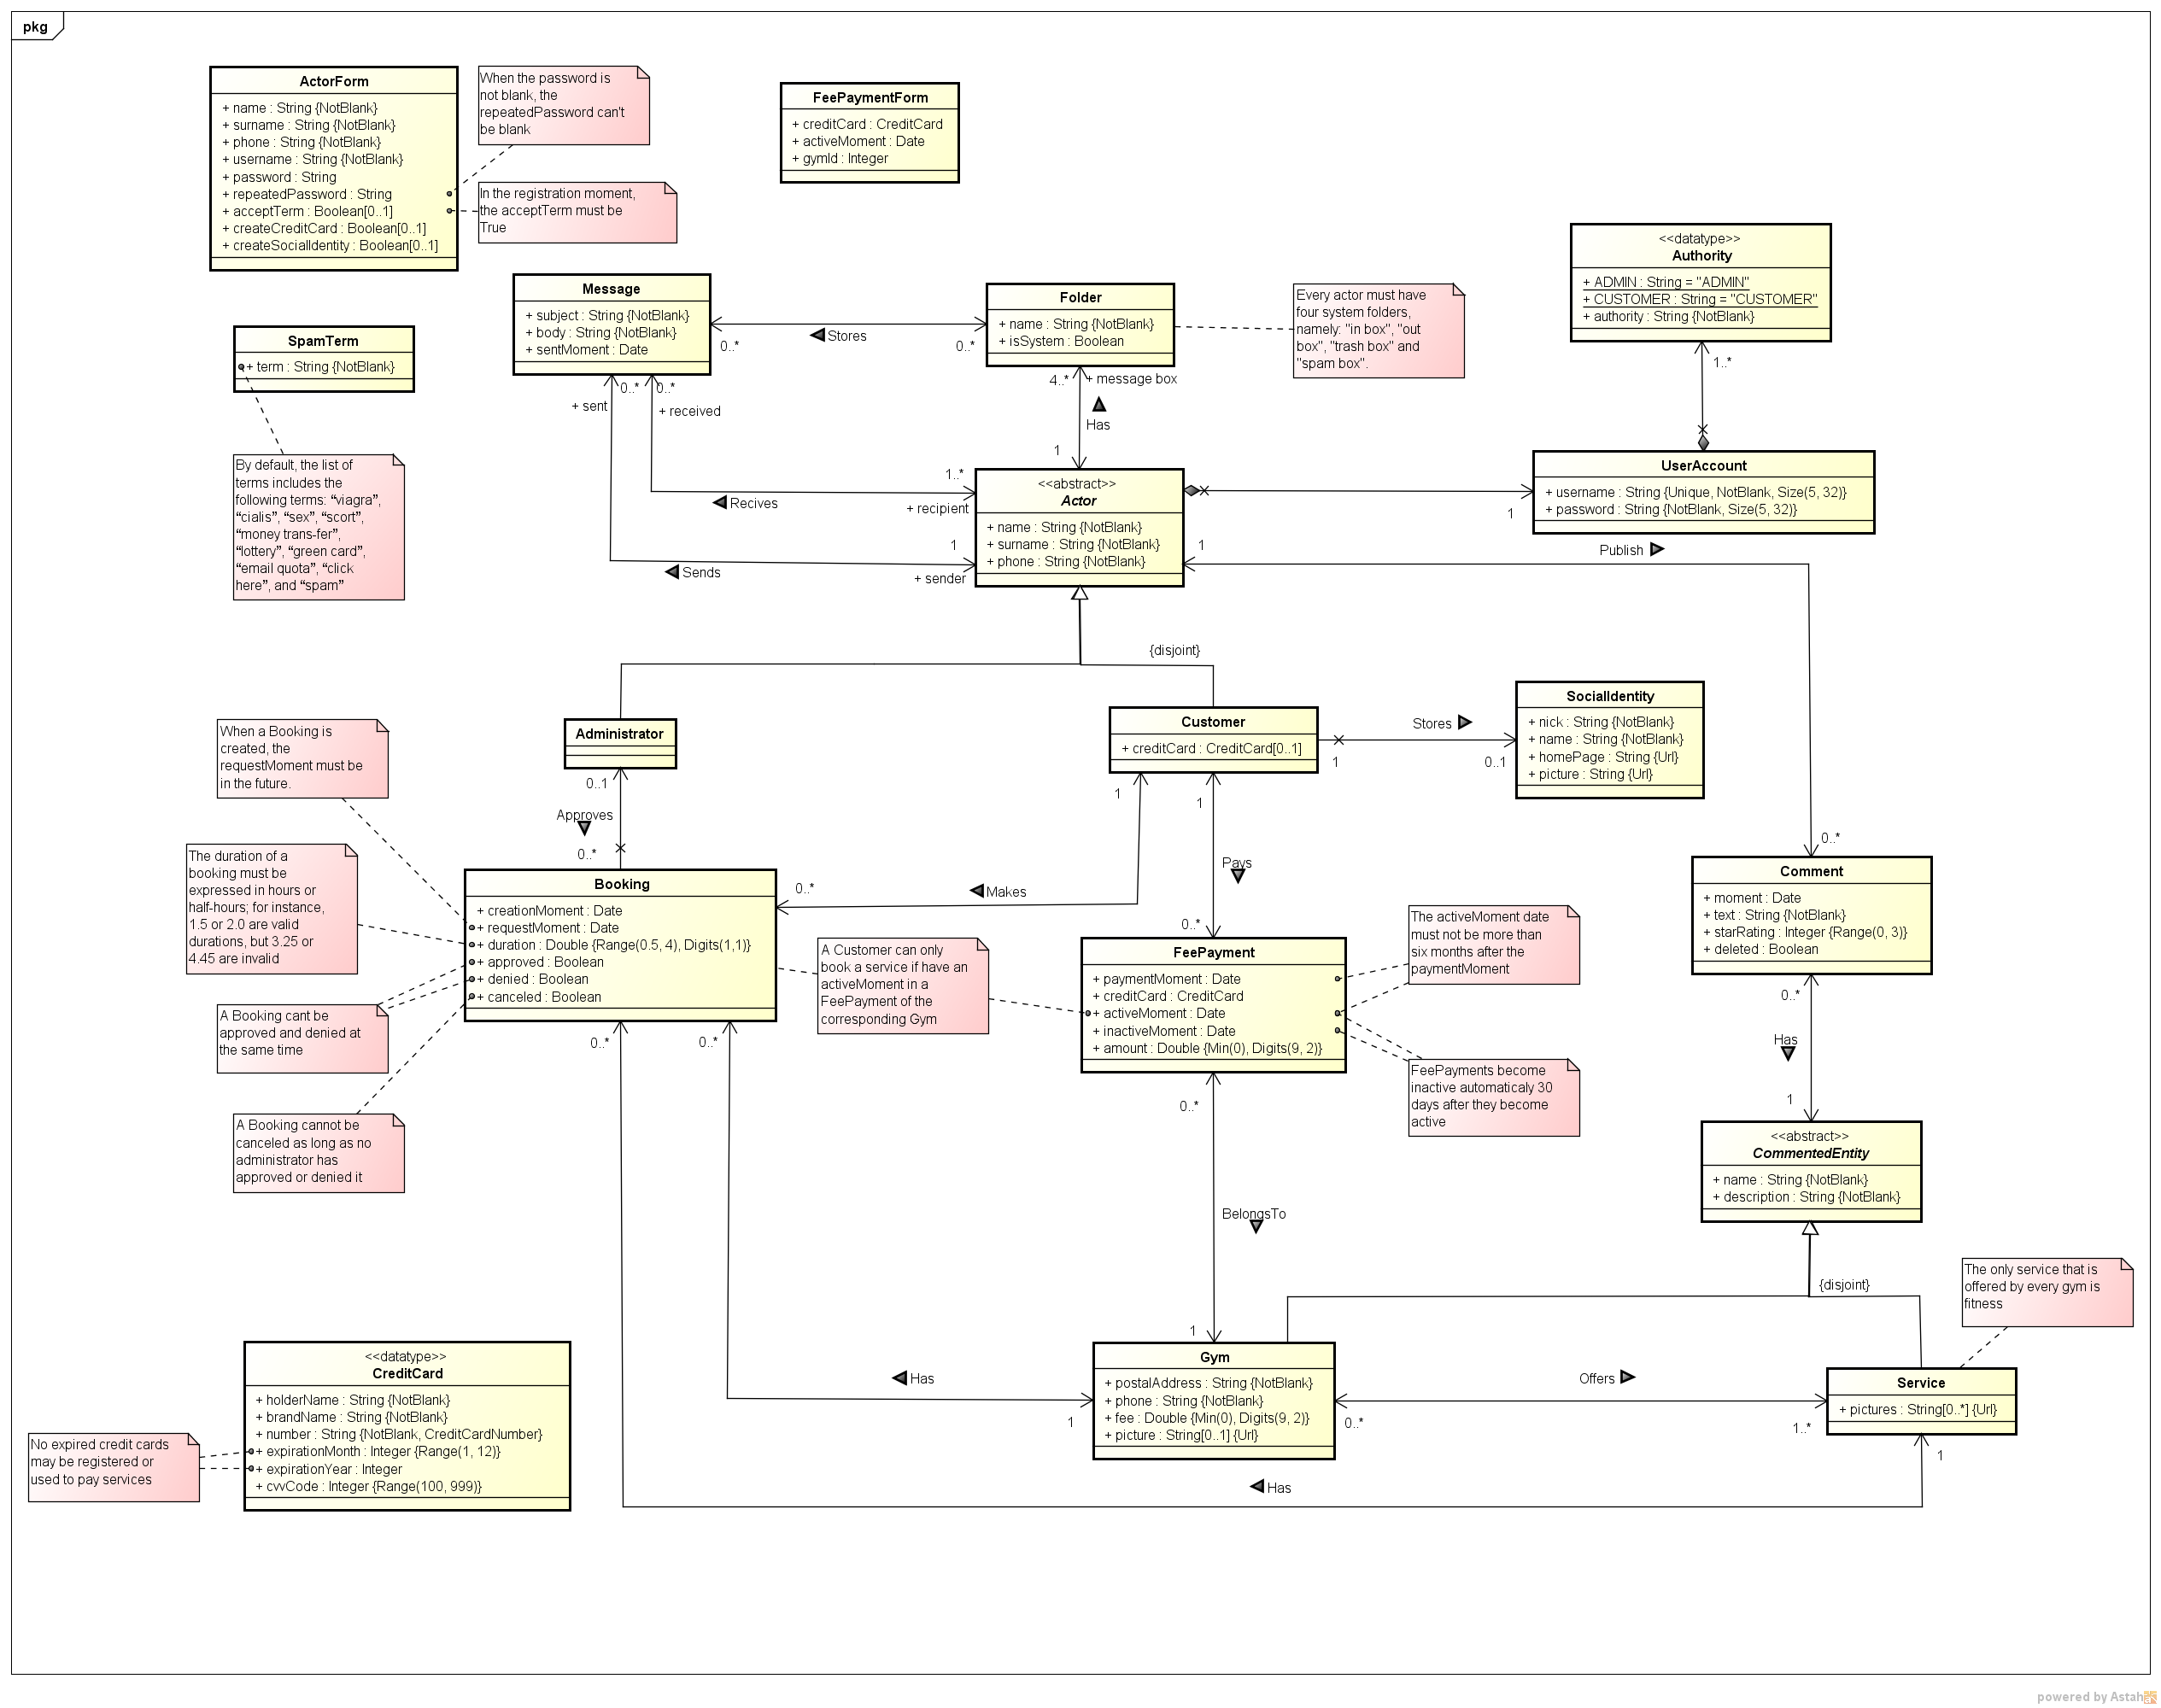 pkg
ActorForm
+ name : String {NotBlank}
+ surname : String {NotBlank}
+ phone : String {NotBlank}
+ username : String {NotBlank}
+ password : String
+ repeatedPassword : String
+ acceptTerm : Boolean[0..1]
+ createCreditCard : Boolean[0..1]
+ createSocialIdentity : Boolean[0..1]
When the password is
not blank, the
repeatedPassword can't
be blank
In the registration moment,
the acceptTerm must be
True
FeePaymentForm
+ creditCard : CreditCard
+ activeMoment : Date
+ gymId : Integer
<<datatype>>
Authority
+ ADMIN : String = "ADMIN"
+ CUSTOMER : String = "CUSTOMER"
+ authority : String {NotBlank}
Message
+ subject : String {NotBlank}
+ body : String {NotBlank}
+ sentMoment : Date
0..*
Stores
0..*
Folder
+ name : String {NotBlank}
+ isSystem : Boolean
Every actor must have
four system folders,
namely: "in box", "out
box", "trash box" and
"spam box".
SpamTerm
+ term : String {NotBlank}
By default, the list of
terms includes the
following terms: “viagra”,
“cialis”, “sex”, “scort”,
“money trans-fer”,
“lottery”, “green card”,
“email quota”, “click
here”, and “spam”
0..*
0..*
+ sent
+ received
4..*
+ message box
Has
1
1..*
1..*
Recives
+ recipient
1
Sends
+ sender
<<abstract>>
Actor
+ name : String {NotBlank}
+ surname : String {NotBlank}
+ phone : String {NotBlank}
UserAccount
+ username : String {Unique, NotBlank, Size(5, 32)}
+ password : String {NotBlank, Size(5, 32)}
1
1
Publish
{disjoint}
Administrator
Customer
+ creditCard : CreditCard[0..1]
Stores
1
0..1
SocialIdentity
+ nick : String {NotBlank}
+ name : String {NotBlank}
+ homePage : String {Url}
+ picture : String {Url}
When a Booking is
created, the
requestMoment must be
in the future.
0..1
Approves
0..*
1
1
Makes
0..*
Pays
0..*
0..*
The duration of a
booking must be
expressed in hours or
half-hours; for instance,
1.5 or 2.0 are valid
durations, but 3.25 or
4.45 are invalid
Booking
+ creationMoment : Date
+ requestMoment : Date
+ duration : Double {Range(0.5, 4), Digits(1,1)}
+ approved : Boolean
+ denied : Boolean
+ canceled : Boolean
A Customer can only
book a service if have an
activeMoment in a
FeePayment of the
corresponding Gym
FeePayment
+ paymentMoment : Date
+ creditCard : CreditCard
+ activeMoment : Date
+ inactiveMoment : Date
+ amount : Double {Min(0), Digits(9, 2)}
The activeMoment date
must not be more than
six months after the
paymentMoment
FeePayments become
inactive automaticaly 30
days after they become
active
Comment
+ moment : Date
+ text : String {NotBlank}
+ starRating : Integer {Range(0, 3)}
+ deleted : Boolean
A Booking cant be
approved and denied at
the same time
A Booking cannot be
canceled as long as no
administrator has
approved or denied it
0..*
0..*
0..*
0..*
Has
1
<<abstract>>
CommentedEntity
+ name : String {NotBlank}
+ description : String {NotBlank}
BelongsTo
{disjoint}
The only service that is
offered by every gym is
fitness
1
<<datatype>>
CreditCard
+ holderName : String {NotBlank}
+ brandName : String {NotBlank}
+ number : String {NotBlank, CreditCardNumber}
+ expirationMonth : Integer {Range(1, 12)}
+ expirationYear : Integer
+ cvvCode : Integer {Range(100, 999)}
No expired credit cards
may be registered or
used to pay services
Has
1
Gym
+ postalAddress : String {NotBlank}
+ phone : String {NotBlank}
+ fee : Double {Min(0), Digits(9, 2)}
+ picture : String[0..1] {Url}
0..*
Offers
1..*
Service
+ pictures : String[0..*] {Url}
1
Has
powered by Astah